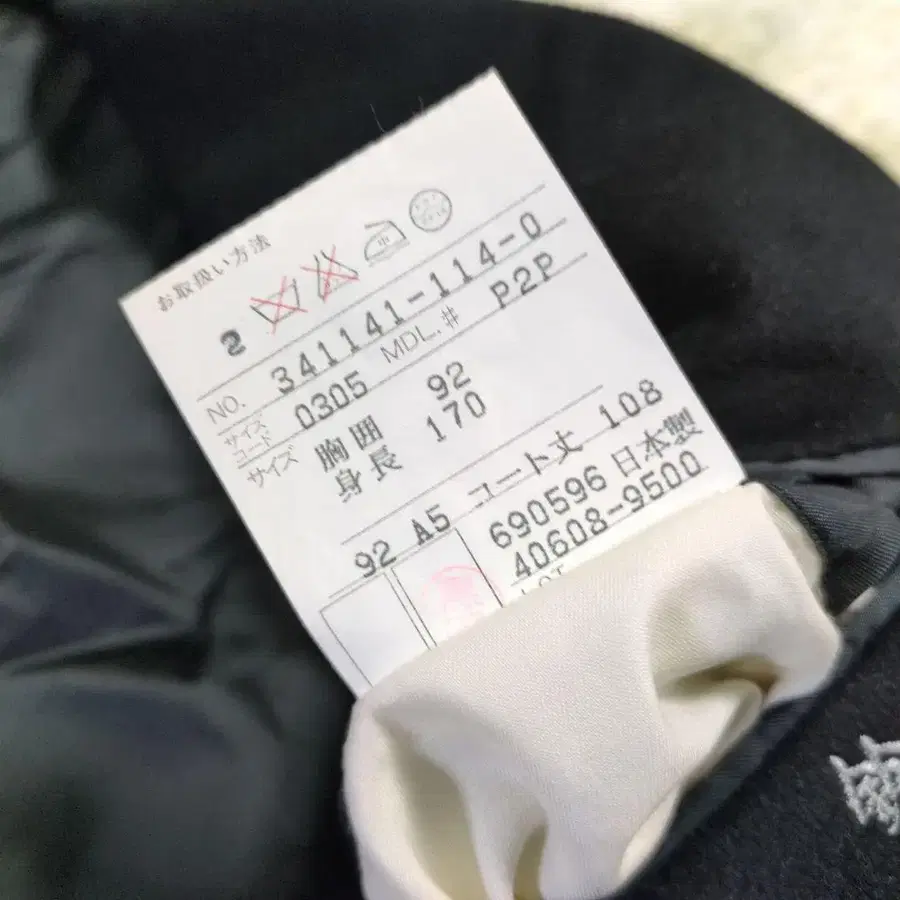 お取扱い方法
2
NO. 341141-114-0
サイズコード 0305 MDL.# P2P
サイズ 胸囲 92
身長 170
92 A5 コート丈 108
690596 日本製
40608-9500